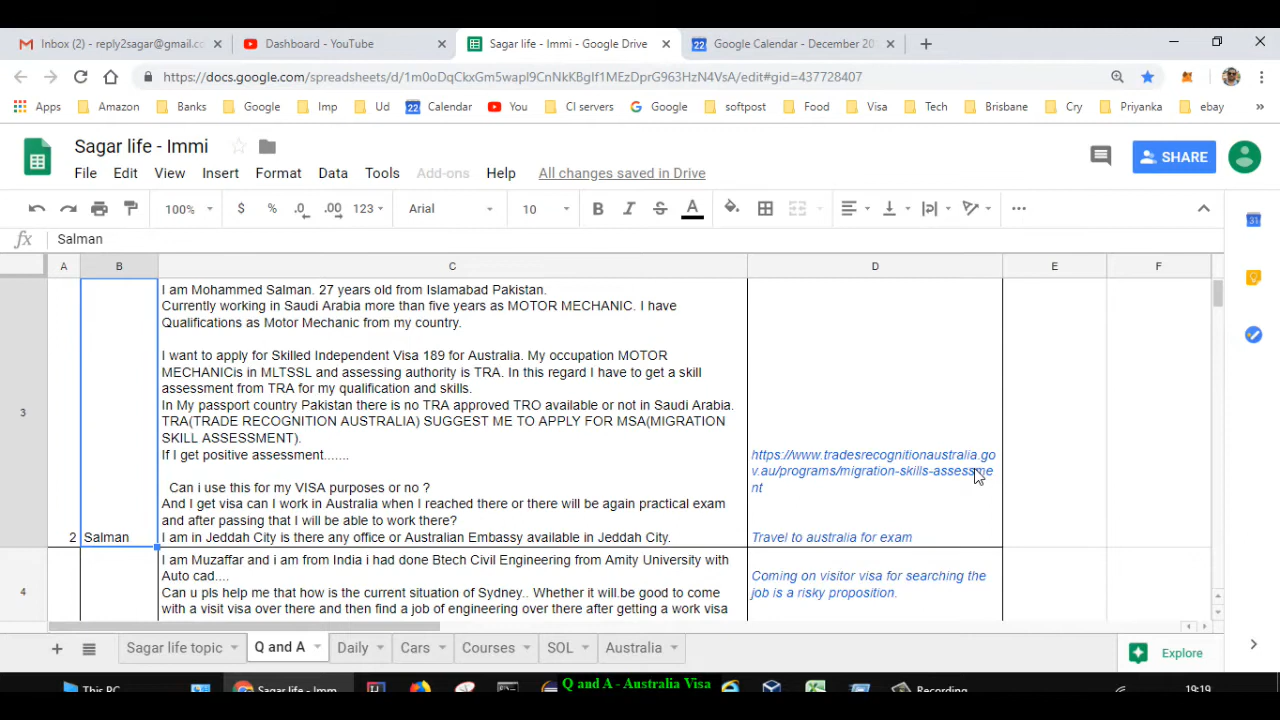 Inbox (2) - reply2sagar@gmail.c
Dashboard - YouTube
Sagar life - Immi - Google Drive
Google Calendar - December 20
https://docs.google.com/spreadsheets/d/1m0oDqCkxGm5wapl9CnNkKBgIf1MEzDprG963HzN4VsA/edit#gid=437728407
Apps Amazon Banks Google Imp Ud Calendar You CI servers Google softpost Food Visa Tech Brisbane Cry Priyanka ebay »
Sagar life - Immi
SHARE
File Edit View Insert Format Data Tools Add-ons Help All changes saved in Drive
100% $ % .0 .00 123 Arial 10 B I S A
fx Salman
A B C D E F
3
I am Mohammed Salman. 27 years old from Islamabad Pakistan.
Currently working in Saudi Arabia more than five years as MOTOR MECHANIC. I have
Qualifications as Motor Mechanic from my country.
I want to apply for Skilled Independent Visa 189 for Australia. My occupation MOTOR
MECHANICis in MLTSSL and assessing authority is TRA. In this regard I have to get a skill
assessment from TRA for my qualification and skills.
In My passport country Pakistan there is no TRA approved TRO available or not in Saudi Arabia.
TRA(TRADE RECOGNITION AUSTRALIA) SUGGEST ME TO APPLY FOR MSA(MIGRATION
SKILL ASSESSMENT).
If I get positive assessment.......
Can i use this for my VISA purposes or no ?
And I get visa can I work in Australia when I reached there or there will be again practical exam
and after passing that I will be able to work there?
I am in Jeddah City is there any office or Australian Embassy available in Jeddah City.
2 Salman
https://www.tradesrecognitionaustralia.go
v.au/programs/migration-skills-assessme
nt
Travel to australia for exam
4
I am Muzaffar and i am from India i had done Btech Civil Engineering from Amity University with
Auto cad....
Can u pls help me that how is the current situation of Sydney.. Whether it will.be good to come
with a visit visa over there and then find a job of engineering over there after getting a work visa
Coming on visitor visa for searching the
job is a risky proposition.
Sagar life topic Q and A Daily Cars Courses SOL Australia
Explore
This PC
Sagar life - Imm
Q and A - Australia Visa
Recording
19:19